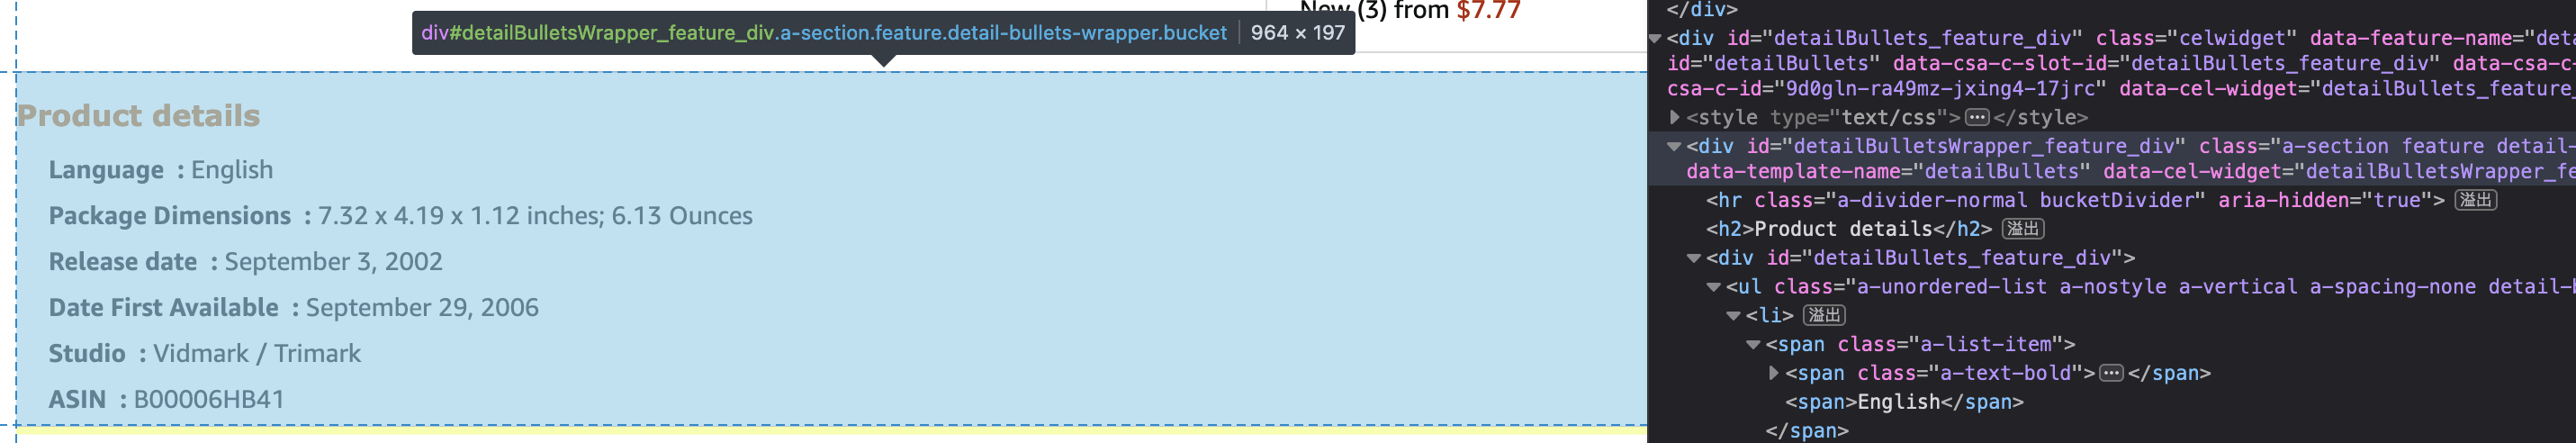 New (3) from $7.77
div#detailBulletsWrapper_feature_div.a-section.feature.detail-bullets-wrapper.bucket 964 × 197
Product details
Language : English
Package Dimensions : 7.32 x 4.19 x 1.12 inches; 6.13 Ounces
Release date : September 3, 2002
Date First Available : September 29, 2006
Studio : Vidmark / Trimark
ASIN : B00006HB41
</div>
<div id="detailBullets_feature_div" class="celwidget" data-feature-name="deta
id="detailBullets" data-csa-c-slot-id="detailBullets_feature_div" data-csa-c-
csa-c-id="9d0gln-ra49mz-jxing4-17jrc" data-cel-widget="detailBullets_feature_
<style type="text/css">…</style>
<div id="detailBulletsWrapper_feature_div" class="a-section feature detail-
data-template-name="detailBullets" data-cel-widget="detailBulletsWrapper_fe
<hr class="a-divider-normal bucketDivider" aria-hidden="true"> 溢出
<h2>Product details</h2> 溢出
<div id="detailBullets_feature_div">
<ul class="a-unordered-list a-nostyle a-vertical a-spacing-none detail-b
<li> 溢出
<span class="a-list-item">
<span class="a-text-bold">…</span>
<span>English</span>
</span>